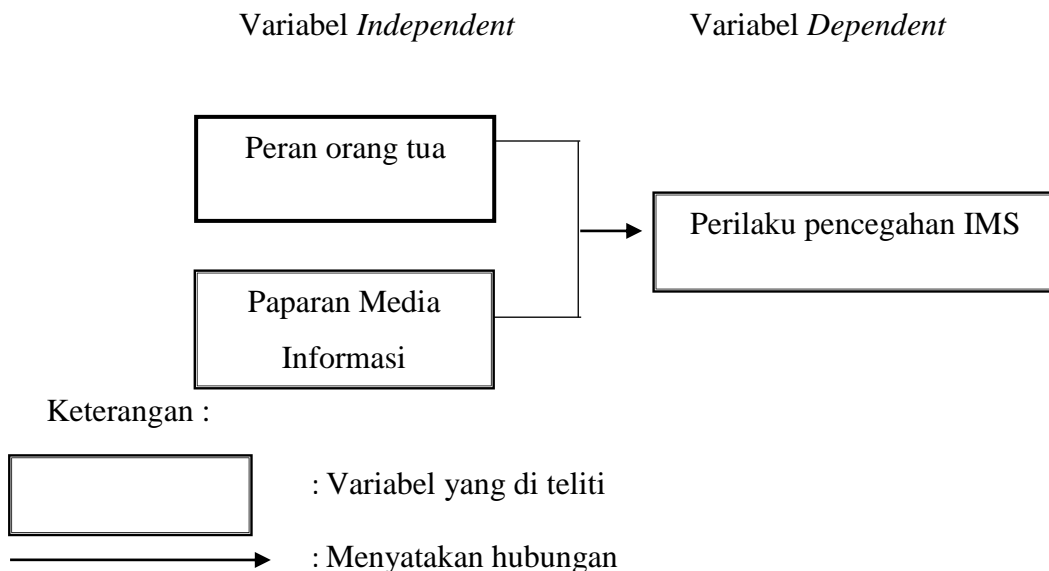 Variabel Independent Variabel Dependent
Peran orang tua
Perilaku pencegahan IMS
Paparan Media
Informasi
Keterangan :
: Variabel yang di teliti
: Menyatakan hubungan